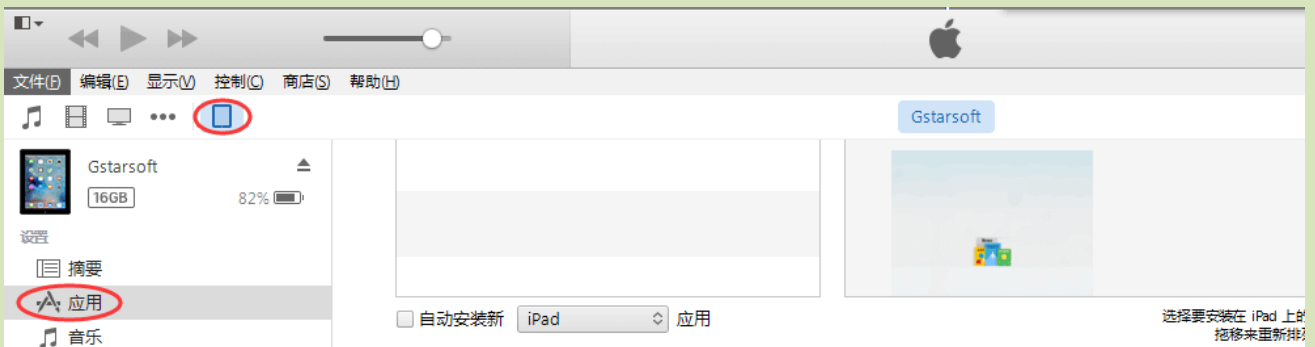 文件(F) 编辑(E) 显示(V) 控制(C) 商店(S) 帮助(H)
Gstarsoft
Gstarsoft
16GB 82%
设置
摘要
应用
自动安装新 iPad 应用
音乐
选择要安装在 iPad 上的
拖移来重新排列